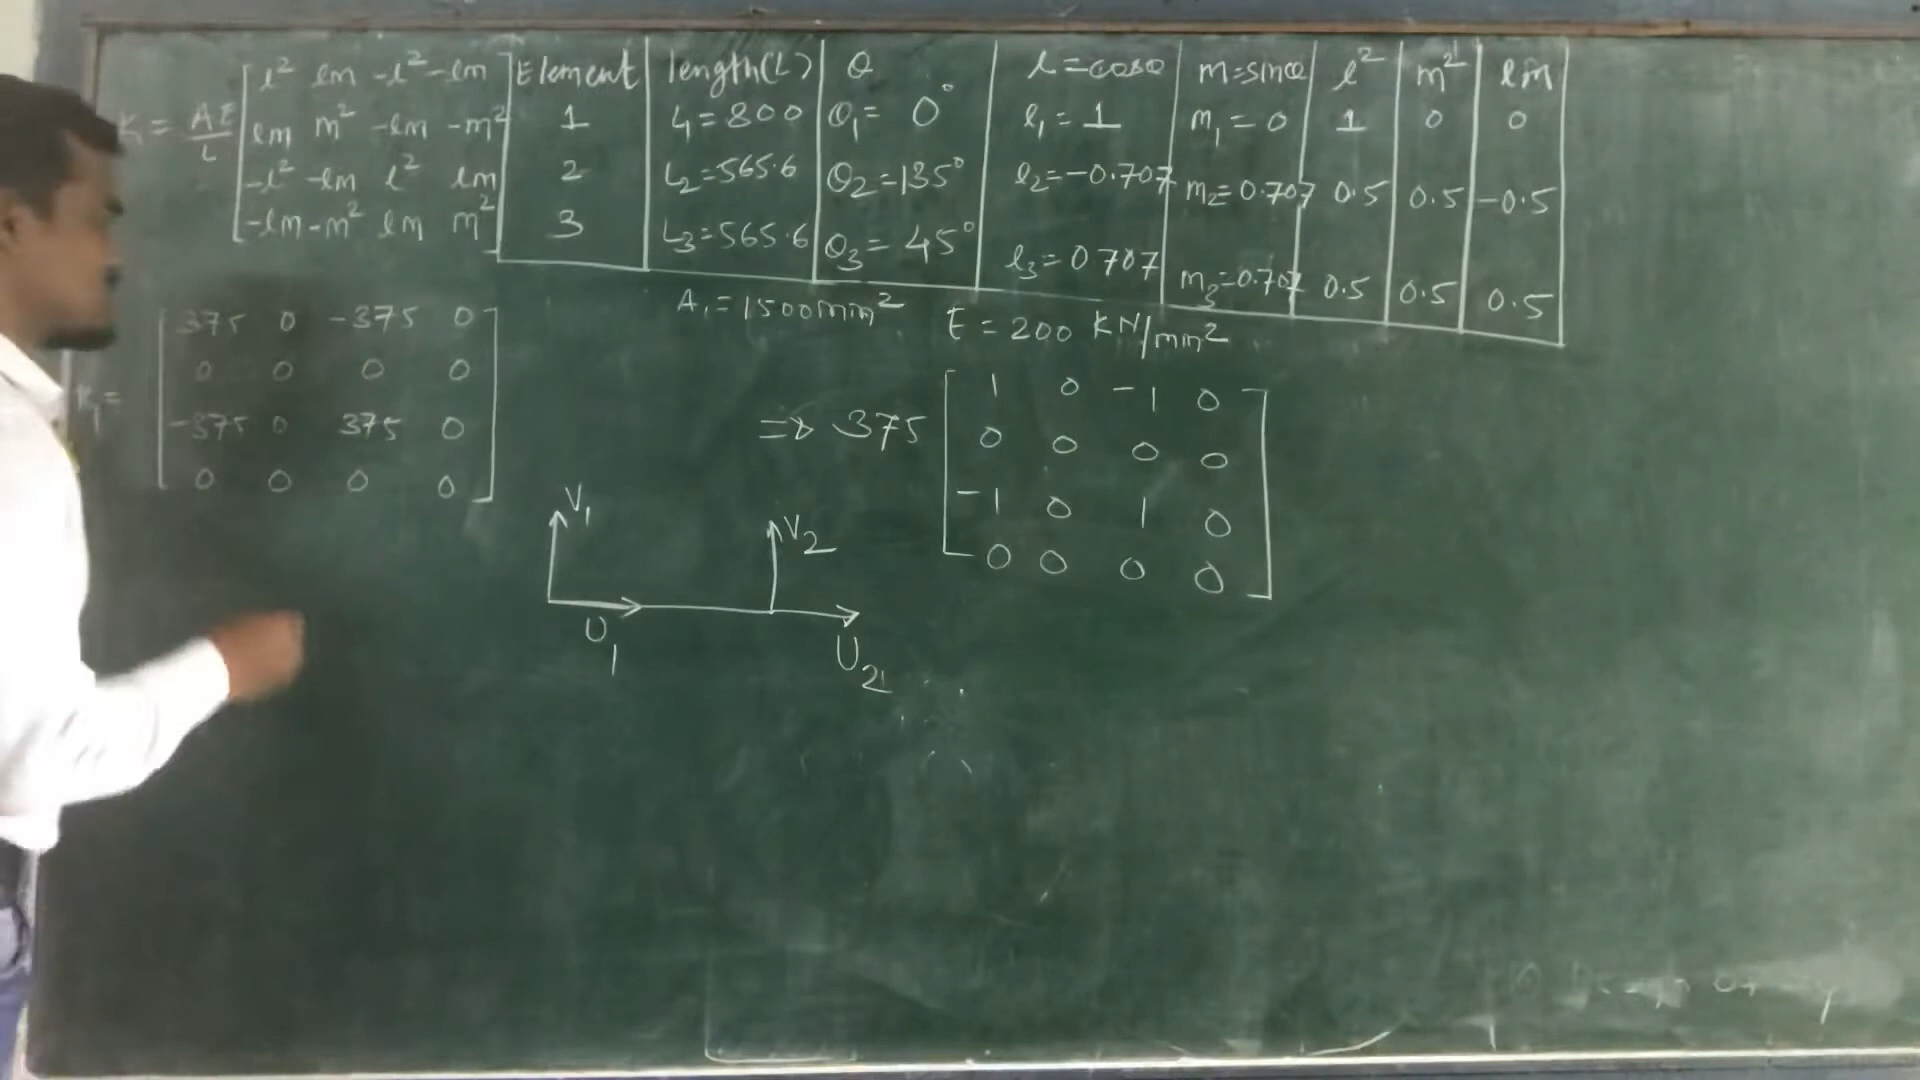 K = AE/L [l² lm -l² -lm
lm m² -lm -m²
-l² -lm l² lm
-lm -m² lm m²]
Element length(L) θ l=cosθ m=sinθ l² m² lm
1 L₁=800 θ₁= 0° l₁=1 m₁=0 1 0 0
2 L₂=565.6 θ₂=135° l₂=-0.707 m₂=0.707 0.5 0.5 -0.5
3 L₃=565.6 θ₃=45° l₃=0.707 m₃=0.707 0.5 0.5 0.5
A₁=1500mm² E=200 KN/mm²
K₁= [375 0 -375 0
0 0 0 0
-375 0 375 0
0 0 0 0]
⇒ 375 [1 0 -1 0
0 0 0 0
-1 0 1 0
0 0 0 0]
V₁ V₂
U₁ U₂